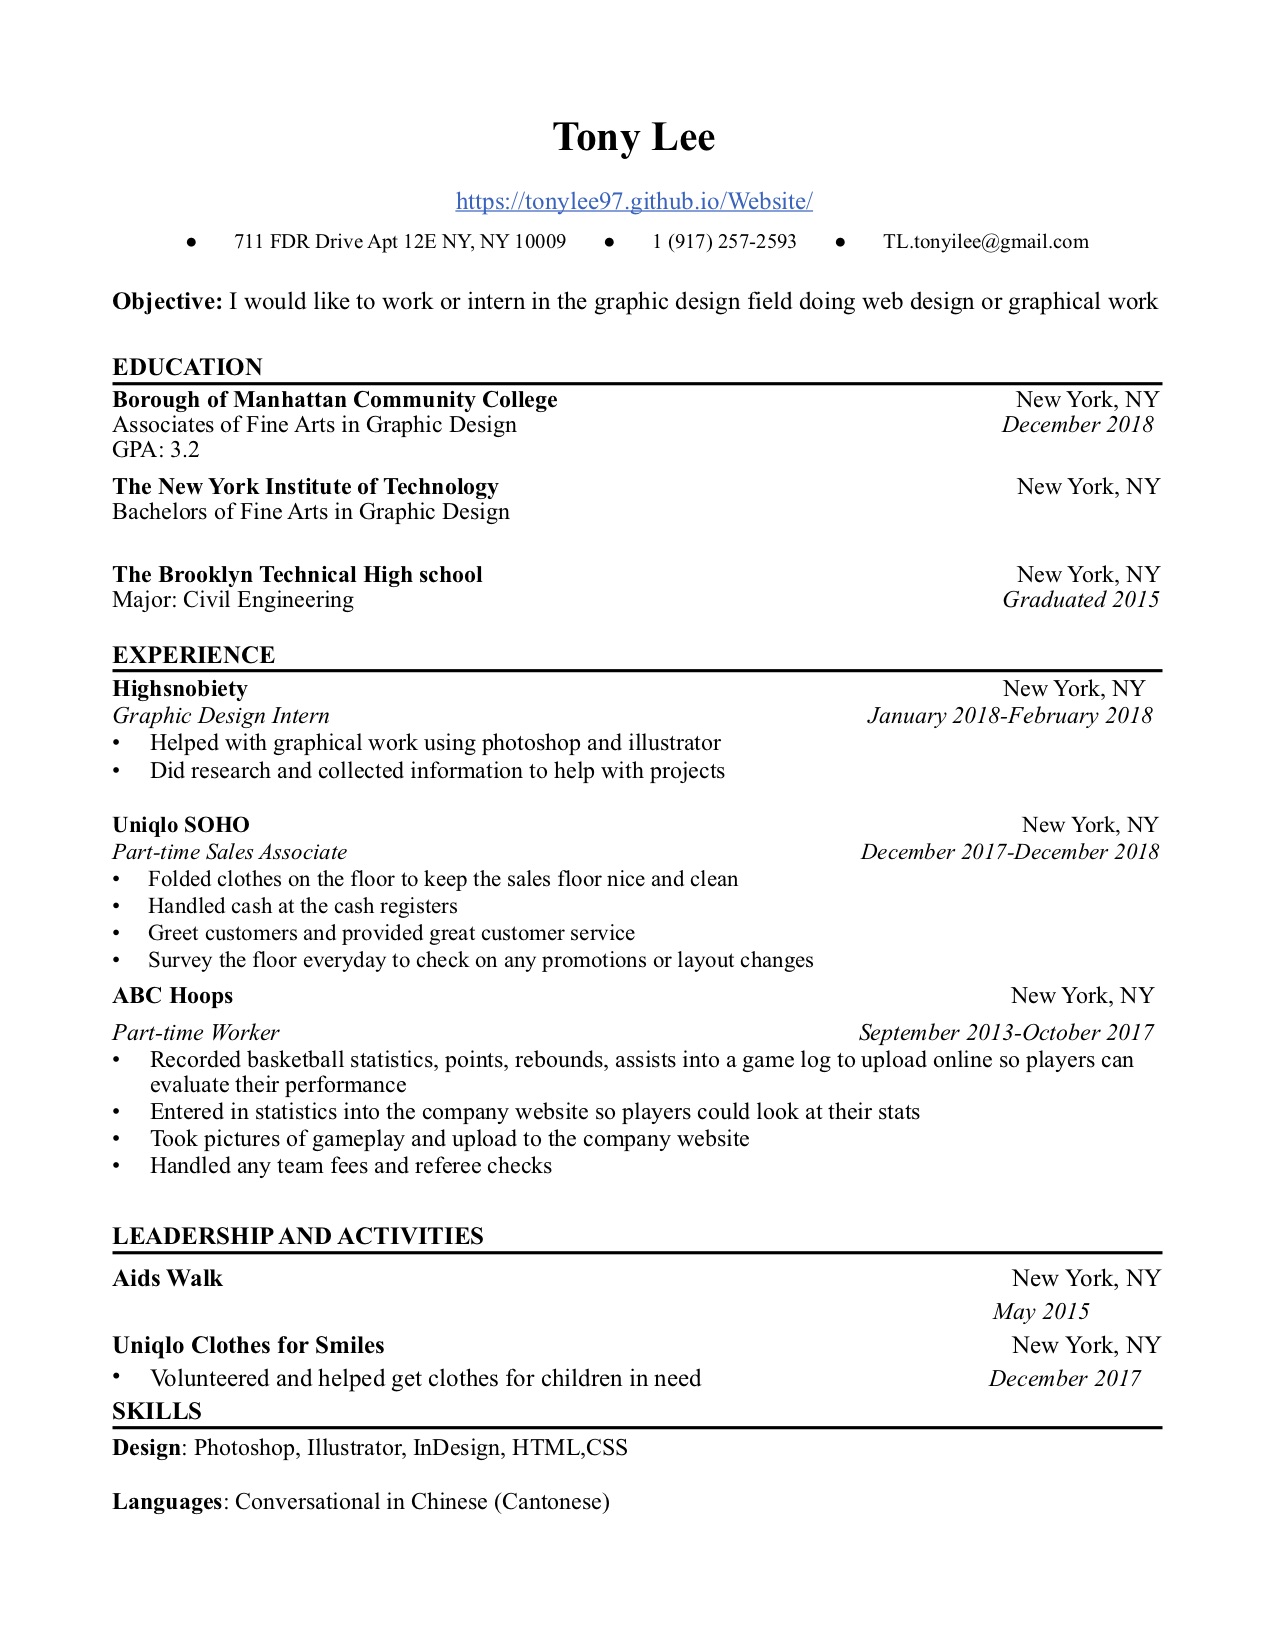 Tony Lee
https://tonylee97.github.io/Website/
● 711 FDR Drive Apt 12E NY, NY 10009 ● 1 (917) 257-2593 ● TL.tonyilee@gmail.com
Objective: I would like to work or intern in the graphic design field doing web design or graphical work
EDUCATION
Borough of Manhattan Community College New York, NY
Associates of Fine Arts in Graphic Design December 2018
GPA: 3.2
The New York Institute of Technology New York, NY
Bachelors of Fine Arts in Graphic Design
The Brooklyn Technical High school New York, NY
Major: Civil Engineering Graduated 2015
EXPERIENCE
Highsnobiety New York, NY
Graphic Design Intern January 2018-February 2018
• Helped with graphical work using photoshop and illustrator
• Did research and collected information to help with projects
Uniqlo SOHO New York, NY
Part-time Sales Associate December 2017-December 2018
• Folded clothes on the floor to keep the sales floor nice and clean
• Handled cash at the cash registers
• Greet customers and provided great customer service
• Survey the floor everyday to check on any promotions or layout changes
ABC Hoops New York, NY
Part-time Worker September 2013-October 2017
• Recorded basketball statistics, points, rebounds, assists into a game log to upload online so players can
evaluate their performance
• Entered in statistics into the company website so players could look at their stats
• Took pictures of gameplay and upload to the company website
• Handled any team fees and referee checks
LEADERSHIP AND ACTIVITIES
Aids Walk New York, NY
May 2015
Uniqlo Clothes for Smiles New York, NY
• Volunteered and helped get clothes for children in need December 2017
SKILLS
Design: Photoshop, Illustrator, InDesign, HTML,CSS
Languages: Conversational in Chinese (Cantonese)